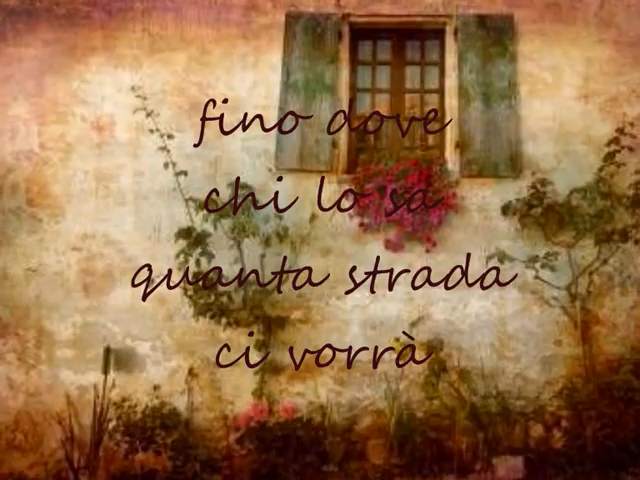 fino dove
chi lo sa
quanta strada
ci vorrà